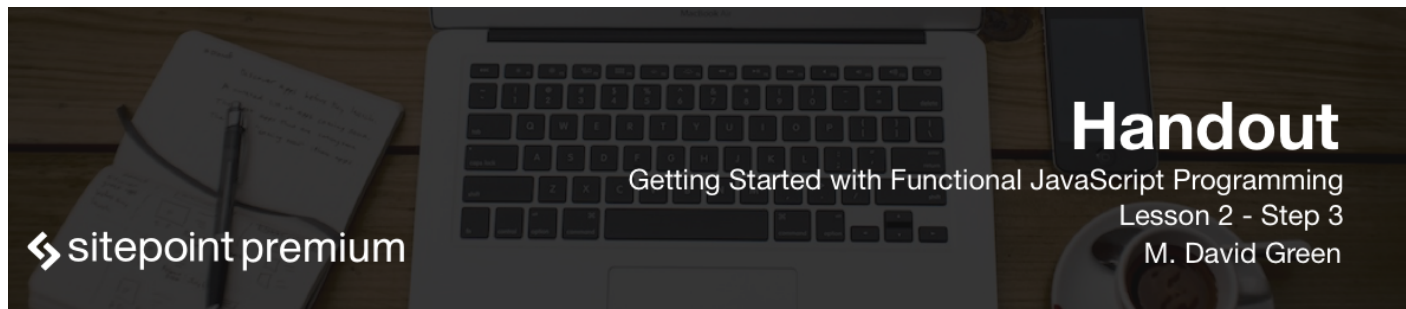 Handout
Getting Started with Functional JavaScript Programming
Lesson 2 - Step 3
M. David Green
sitepoint premium